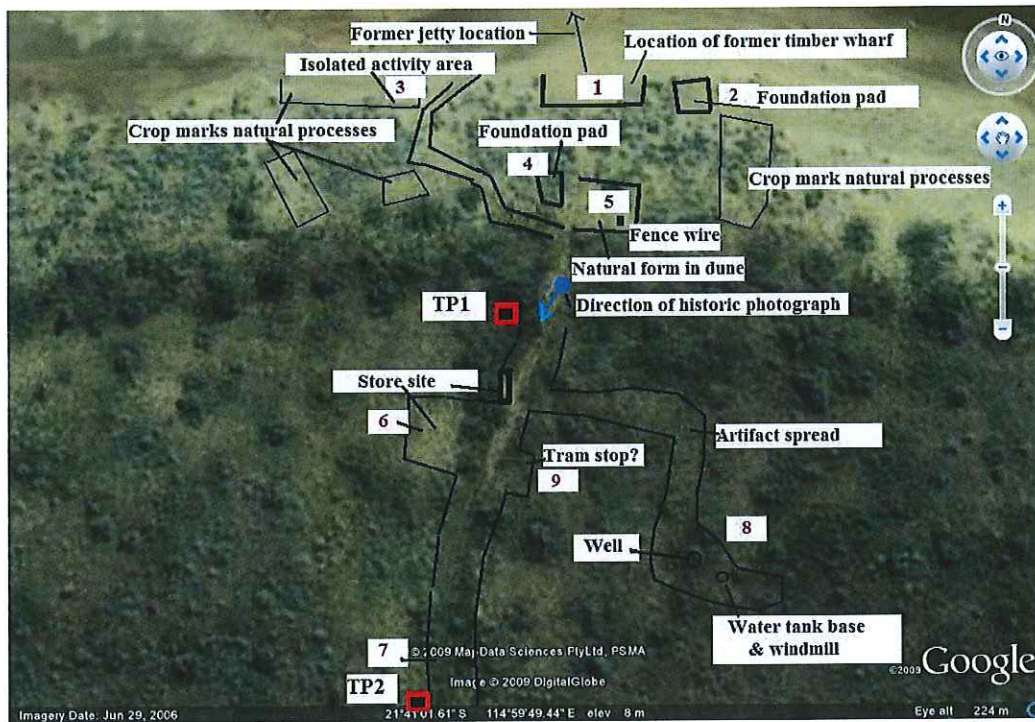 N
Former jetty location
Location of former timber wharf
Isolated activity area
3
1
2
Foundation pad
Crop marks natural processes
Foundation pad
4
Crop mark natural processes
5
Fence wire
Natural form in dune
TP1
Direction of historic photograph
Store site
6
Artifact spread
Tram stop?
9
8
Well
Water tank base
& windmill
7
© 2009 MapData Sciences PtyLtd, PSMA
TP2
Image © 2009 DigitalGlobe
©2009 Google
Imagery Date: Jun 29, 2006
21°41'01.61" S 114°59'49.44" E elev 8 m
Eye alt 224 m